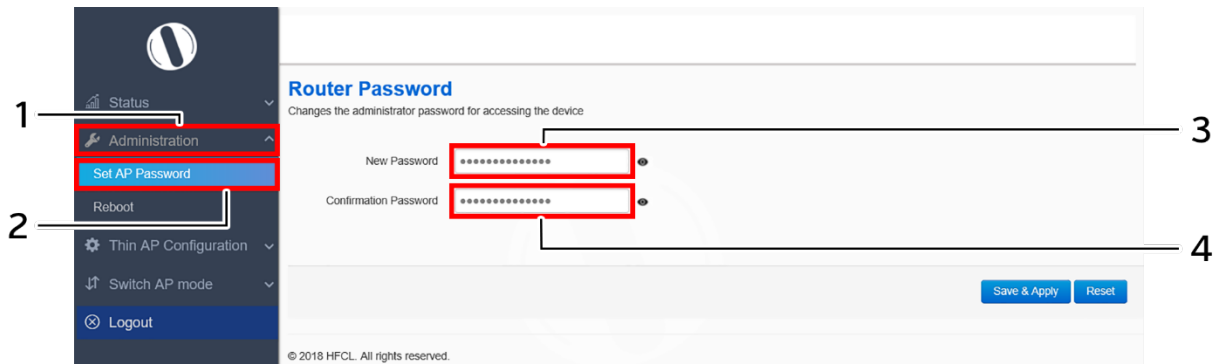 Status
1
Administration
Set AP Password
2
Reboot
Thin AP Configuration
Switch AP mode
Logout
Router Password
Changes the administrator password for accessing the device
3
New Password
Confirmation Password
4
Save & Apply Reset
© 2018 HFCL. All rights reserved.